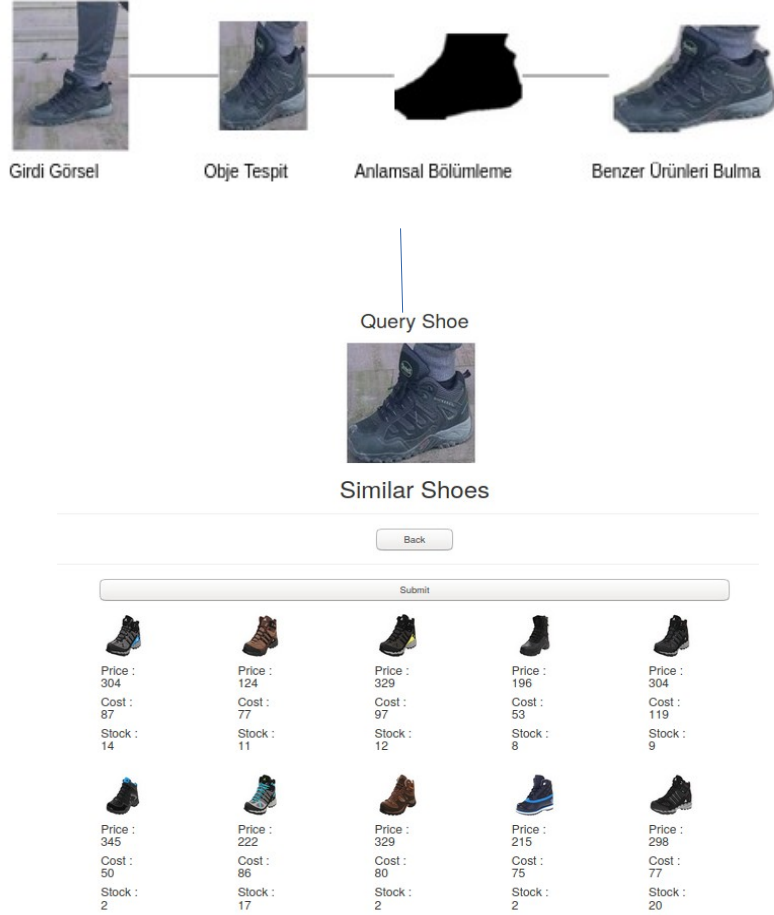 Girdi Görsel Obje Tespit Anlamsal Bölümleme Benzer Ürünleri Bulma
Query Shoe
Similar Shoes
Back
Submit
Price : Price : Price : Price : Price :
304 124 329 196 304
Cost : Cost : Cost : Cost : Cost :
87 77 97 53 119
Stock : Stock : Stock : Stock : Stock :
14 11 12 8 9
Price : Price : Price : Price : Price :
345 222 329 215 298
Cost : Cost : Cost : Cost : Cost :
50 86 80 75 77
Stock : Stock : Stock : Stock : Stock :
2 17 2 2 20